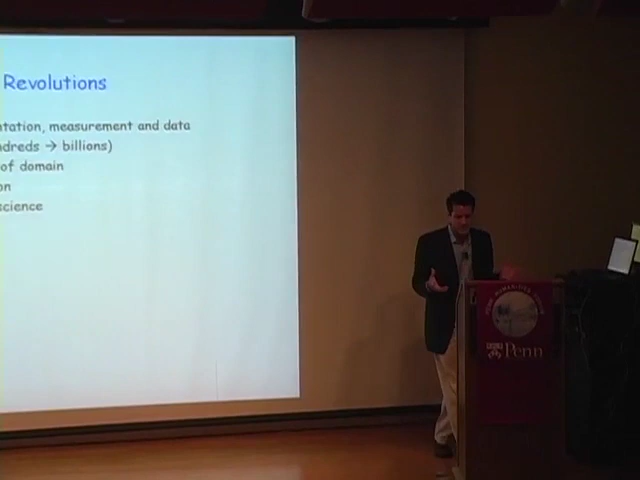 Revolutions
tation, measurement and data
ndreds → billions)
of domain
on
science
Penn